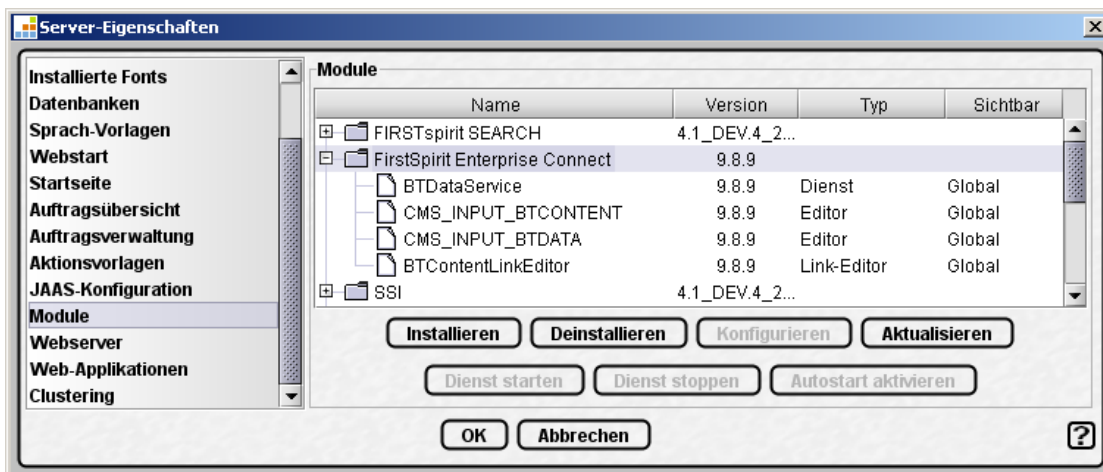 Server-Eigenschaften
Installierte Fonts
Datenbanken
Sprach-Vorlagen
Webstart
Startseite
Auftragsübersicht
Auftragsverwaltung
Aktionsvorlagen
JAAS-Konfiguration
Module
Webserver
Web-Applikationen
Clustering
Module
Name Version Typ Sichtbar
FIRSTspirit SEARCH 4.1_DEV.4_2...
FirstSpirit Enterprise Connect 9.8.9
BTDataService 9.8.9 Dienst Global
CMS_INPUT_BTCONTENT 9.8.9 Editor Global
CMS_INPUT_BTDATA 9.8.9 Editor Global
BTContentLinkEditor 9.8.9 Link-Editor Global
SSI 4.1_DEV.4_2...
Installieren Deinstallieren Konfigurieren Aktualisieren
Dienst starten Dienst stoppen Autostart aktivieren
OK Abbrechen ?